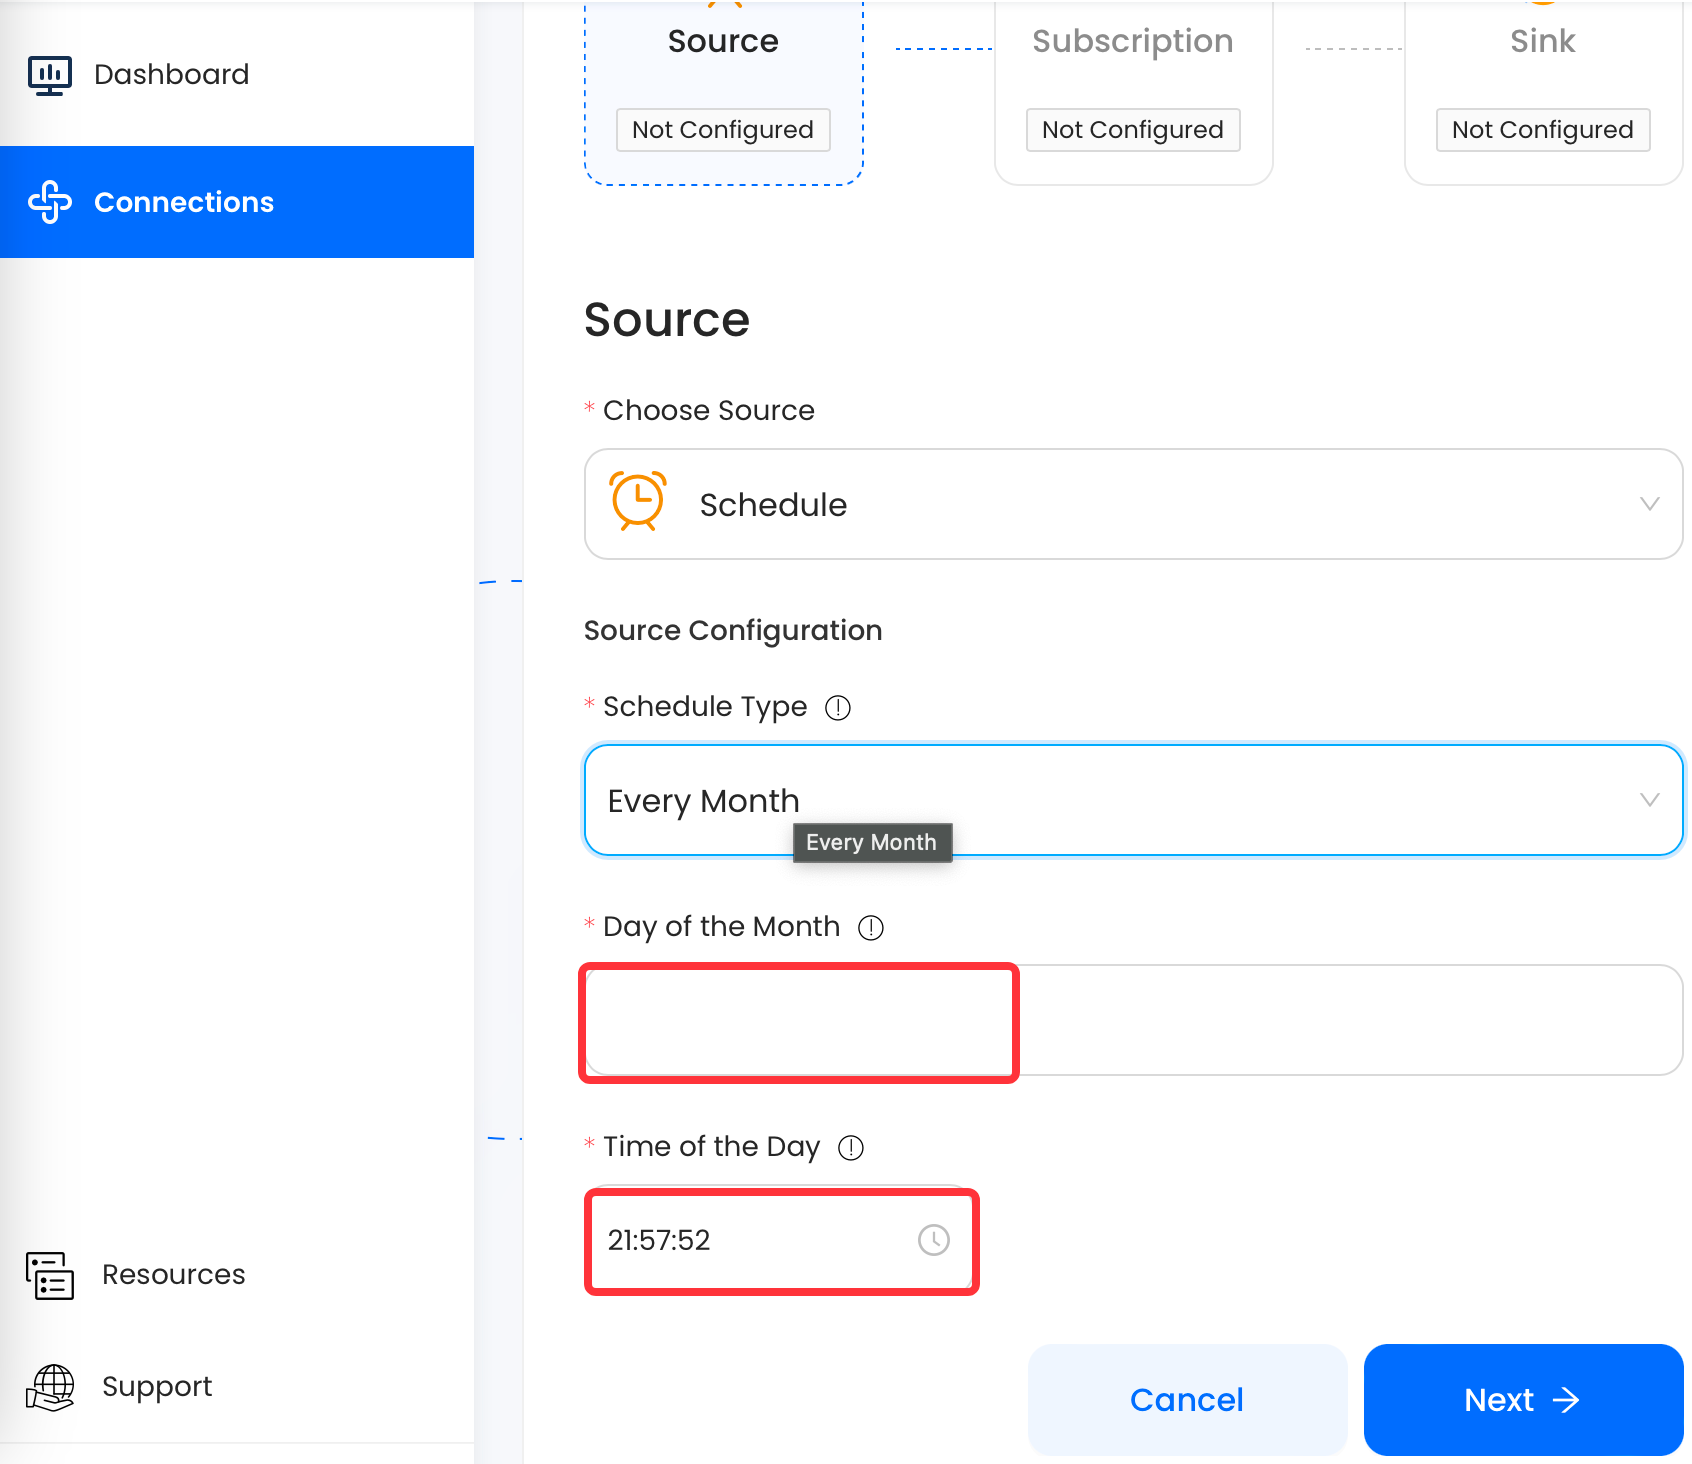 Dashboard
Connections
Resources
Support
Source
Not Configured
Subscription
Not Configured
Sink
Not Configured
Source
* Choose Source
Schedule
Source Configuration
* Schedule Type
Every Month
Every Month
* Day of the Month
* Time of the Day
21:57:52
Cancel
Next →